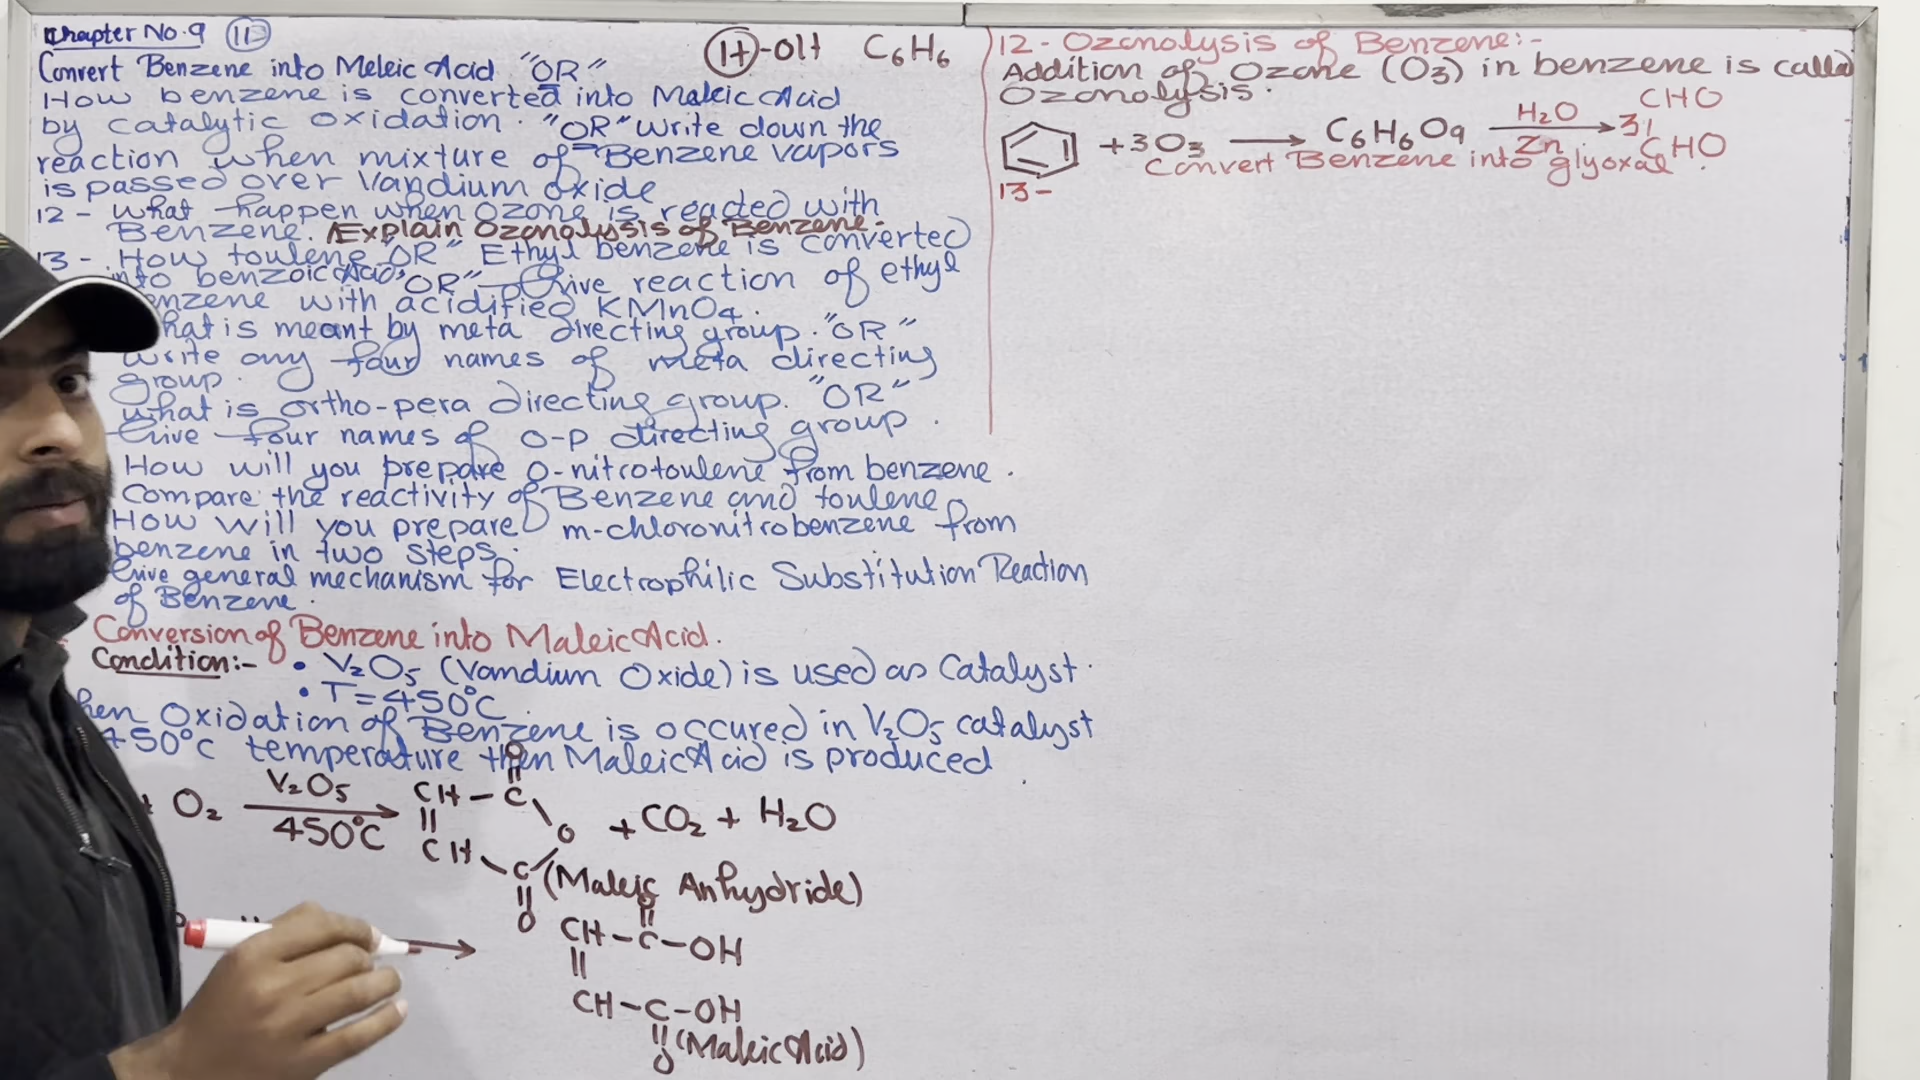 Chapter No.9 11
Convert Benzene into Meleic Acid "OR"
How benzene is converted into Maleic Acid
by catalytic oxidation. "OR" Write down the
reaction when mixture of Benzene vapors
is passed over Vandium oxide
12 - What happen when Ozone is reacted with
Benzene. Explain Ozonolysis of Benzene.
13 - How toulene "OR" Ethyl benzene is converted
into benzoic Acid, "OR" Give reaction of ethyl
benzene with acidified KMnO4.
What is meant by meta directing group. "OR"
Write any four names of meta directing
group.
What is ortho-pera directing group. "OR"
Give four names of o-p directing group.
How will you prepare o-nitrotoulene from benzene.
Compare the reactivity of Benzene and toulene
How will you prepare m-chloronitrobenzene from
benzene in two steps.
Give general mechanism for Electrophilic Substitution Reaction
of Benzene.
Conversion of Benzene into Maleic Acid.
Condition:- • V2O5 (Vandium Oxide) is used as Catalyst.
• T=450°C
hen Oxidation of Benzene is occured in V2O5 catalyst
450°C temperature then Maleic Acid is produced
+ O2 V2O5 450°C CH - C = O
CH - C = O O + CO2 + H2O
(Maleic Anhydride)
CH-C-OH
O
CH-C-OH
O (Maleic Acid)
H-OH C6H6
12 - Ozonolysis of Benzene:-
Addition of Ozone (O3) in benzene is called
Ozonolysis.
+3O3 → C6H6O9 H2O Zn → 3 CHO
CHO
Convert Benzene into glyoxal.
13 -